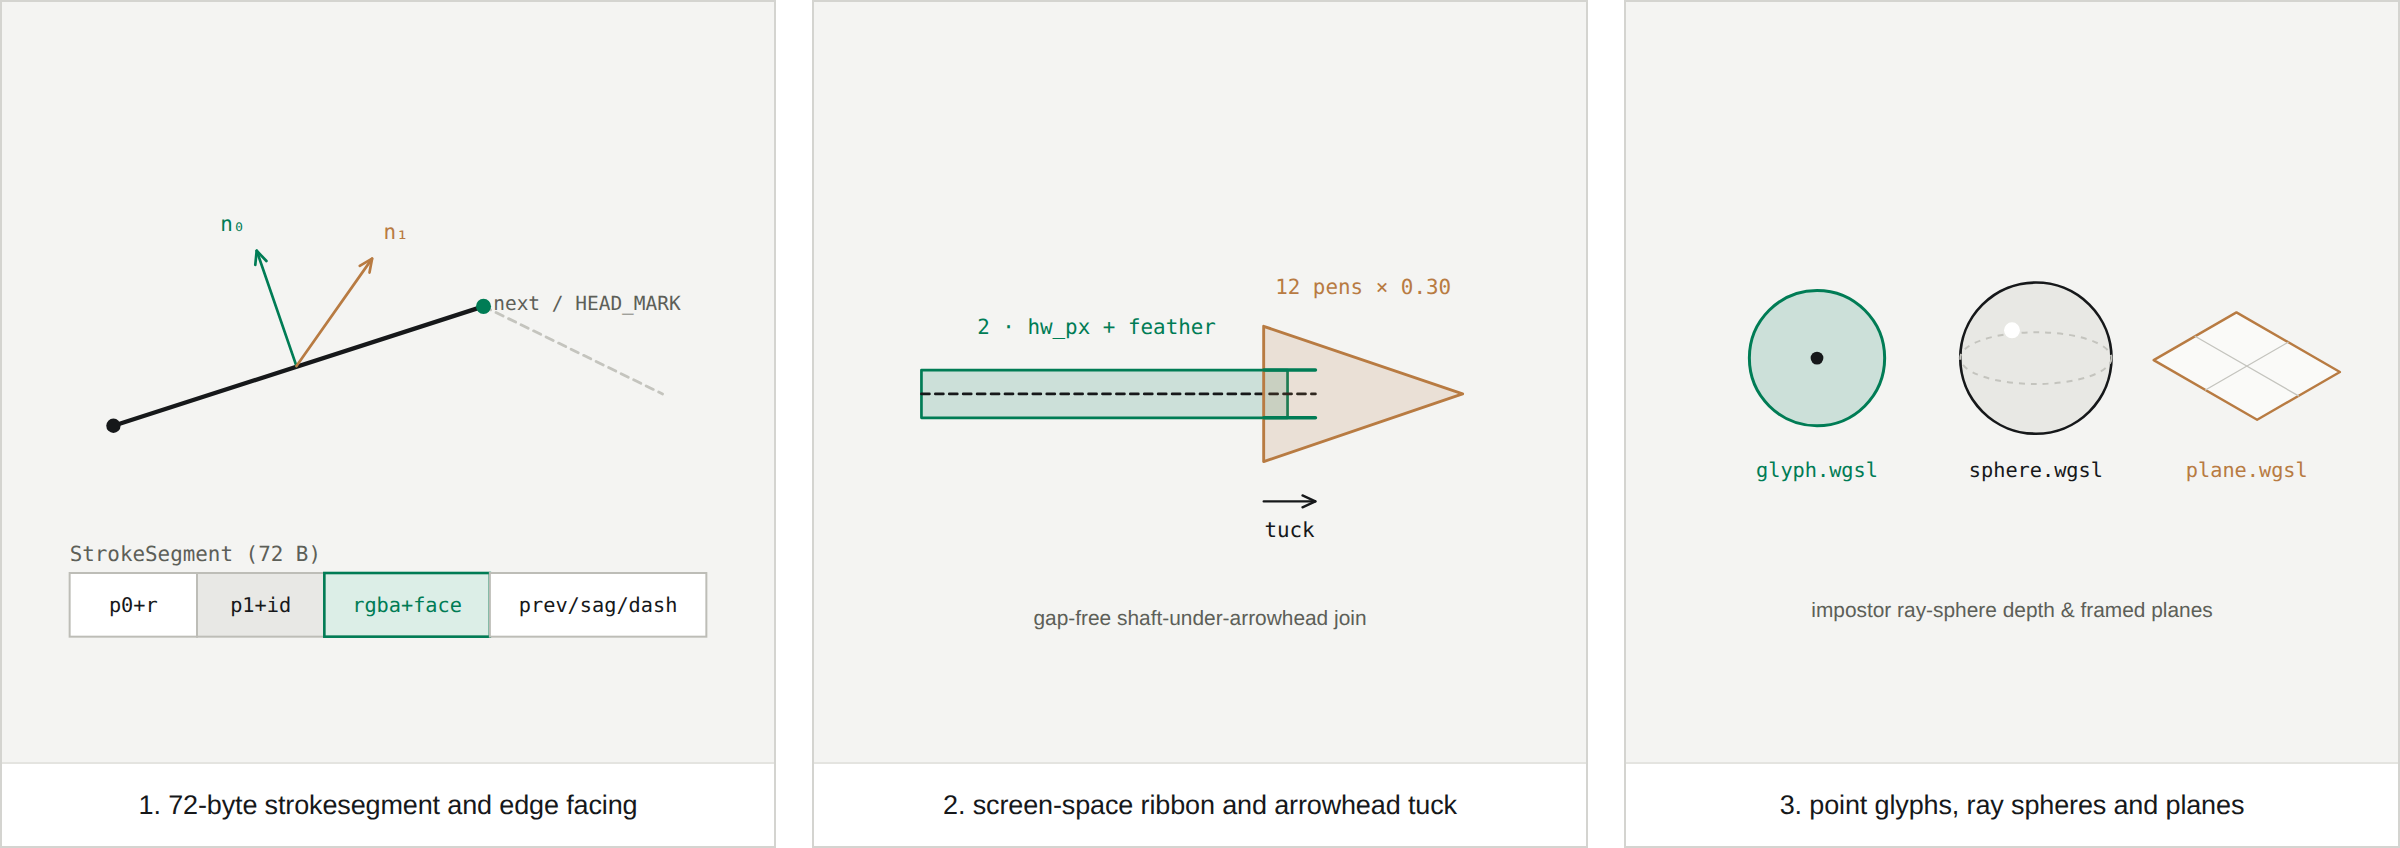 n₀
n₁
next / HEAD_MARK
StrokeSegment (72 B)
p0+r
p1+id
rgba+face
prev/sag/dash
1. 72-byte strokesegment and edge facing
12 pens × 0.30
2 · hw_px + feather
tuck
gap-free shaft-under-arrowhead join
2. screen-space ribbon and arrowhead tuck
glyph.wgsl
sphere.wgsl
plane.wgsl
impostor ray-sphere depth & framed planes
3. point glyphs, ray spheres and planes